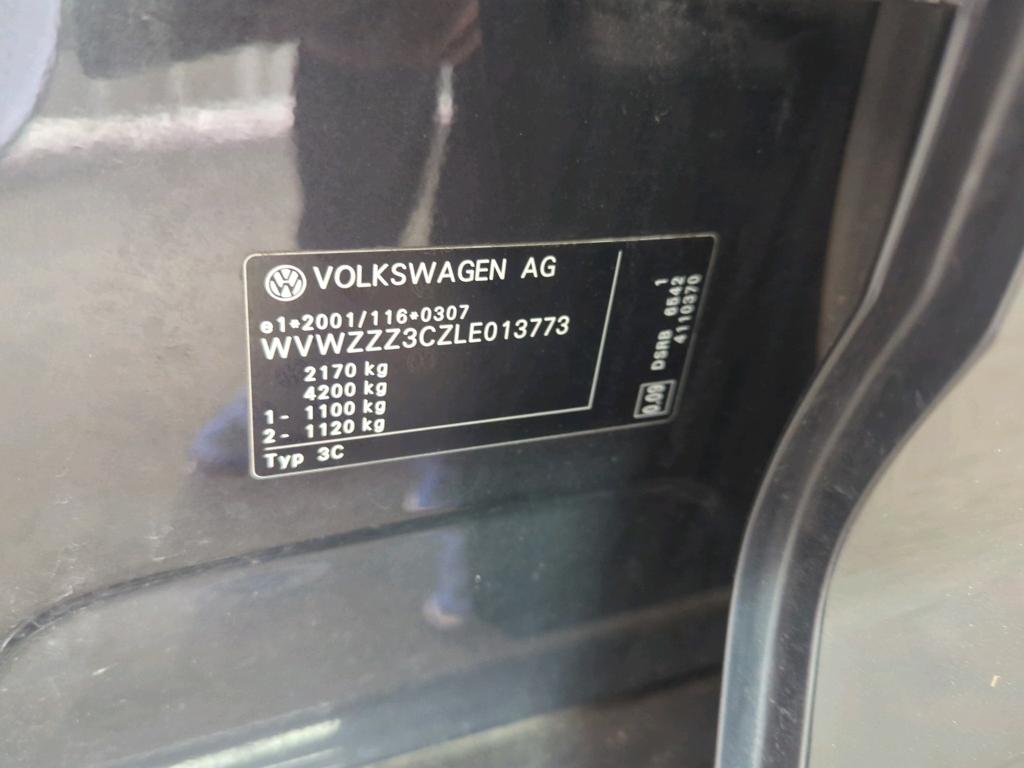 VOLKSWAGEN AG
e1*2001/116*0307
WVWZZZ3CZLE013773
2170 kg
4200 kg
1- 1100 kg
2- 1120 kg
Typ 3C
0.09
DSRB 6542 1
4110370